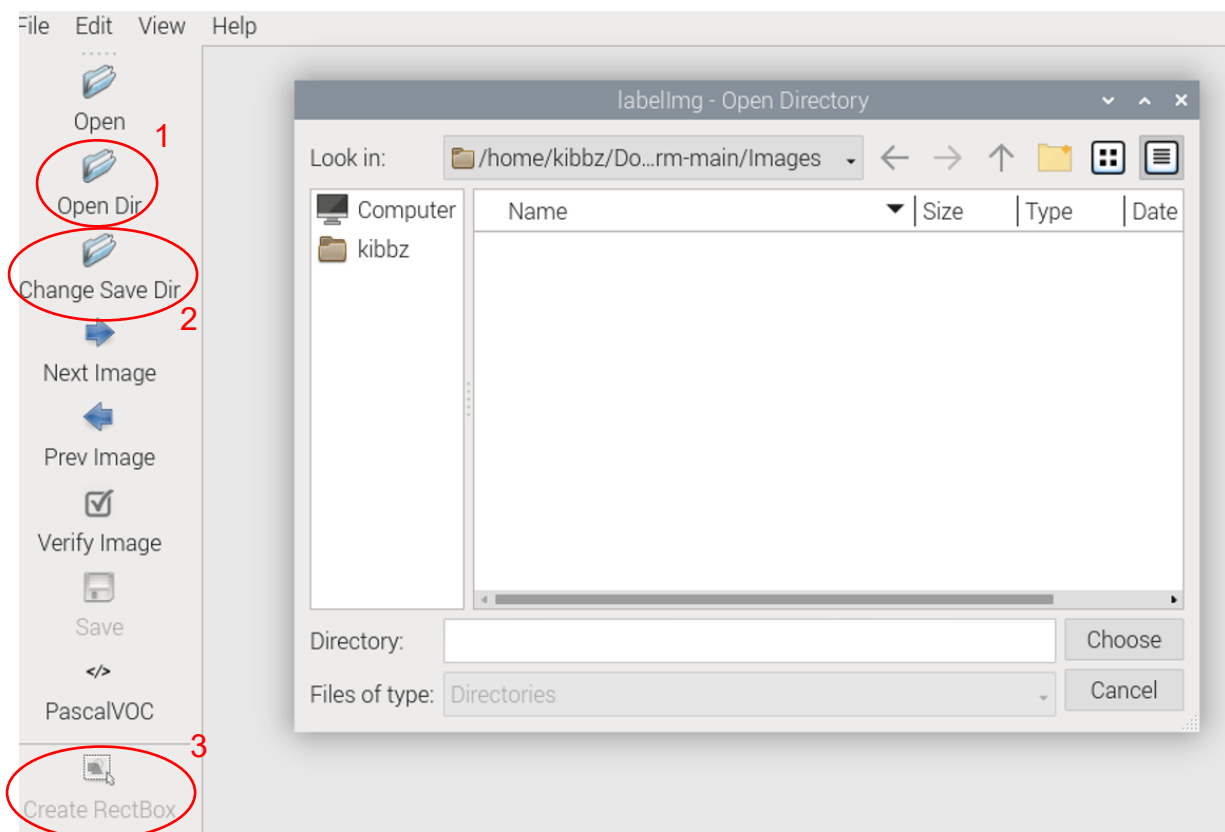 File Edit View Help
Open
1
Open Dir
Change Save Dir
2
Next Image
Prev Image
Verify Image
Save
</>
PascalVOC
3
Create RectBox
labelImg - Open Directory
Look in: /home/kibbz/Do...rm-main/Images
Computer
kibbz
Name Size Type Date
Directory: Choose
Files of type: Directories Cancel